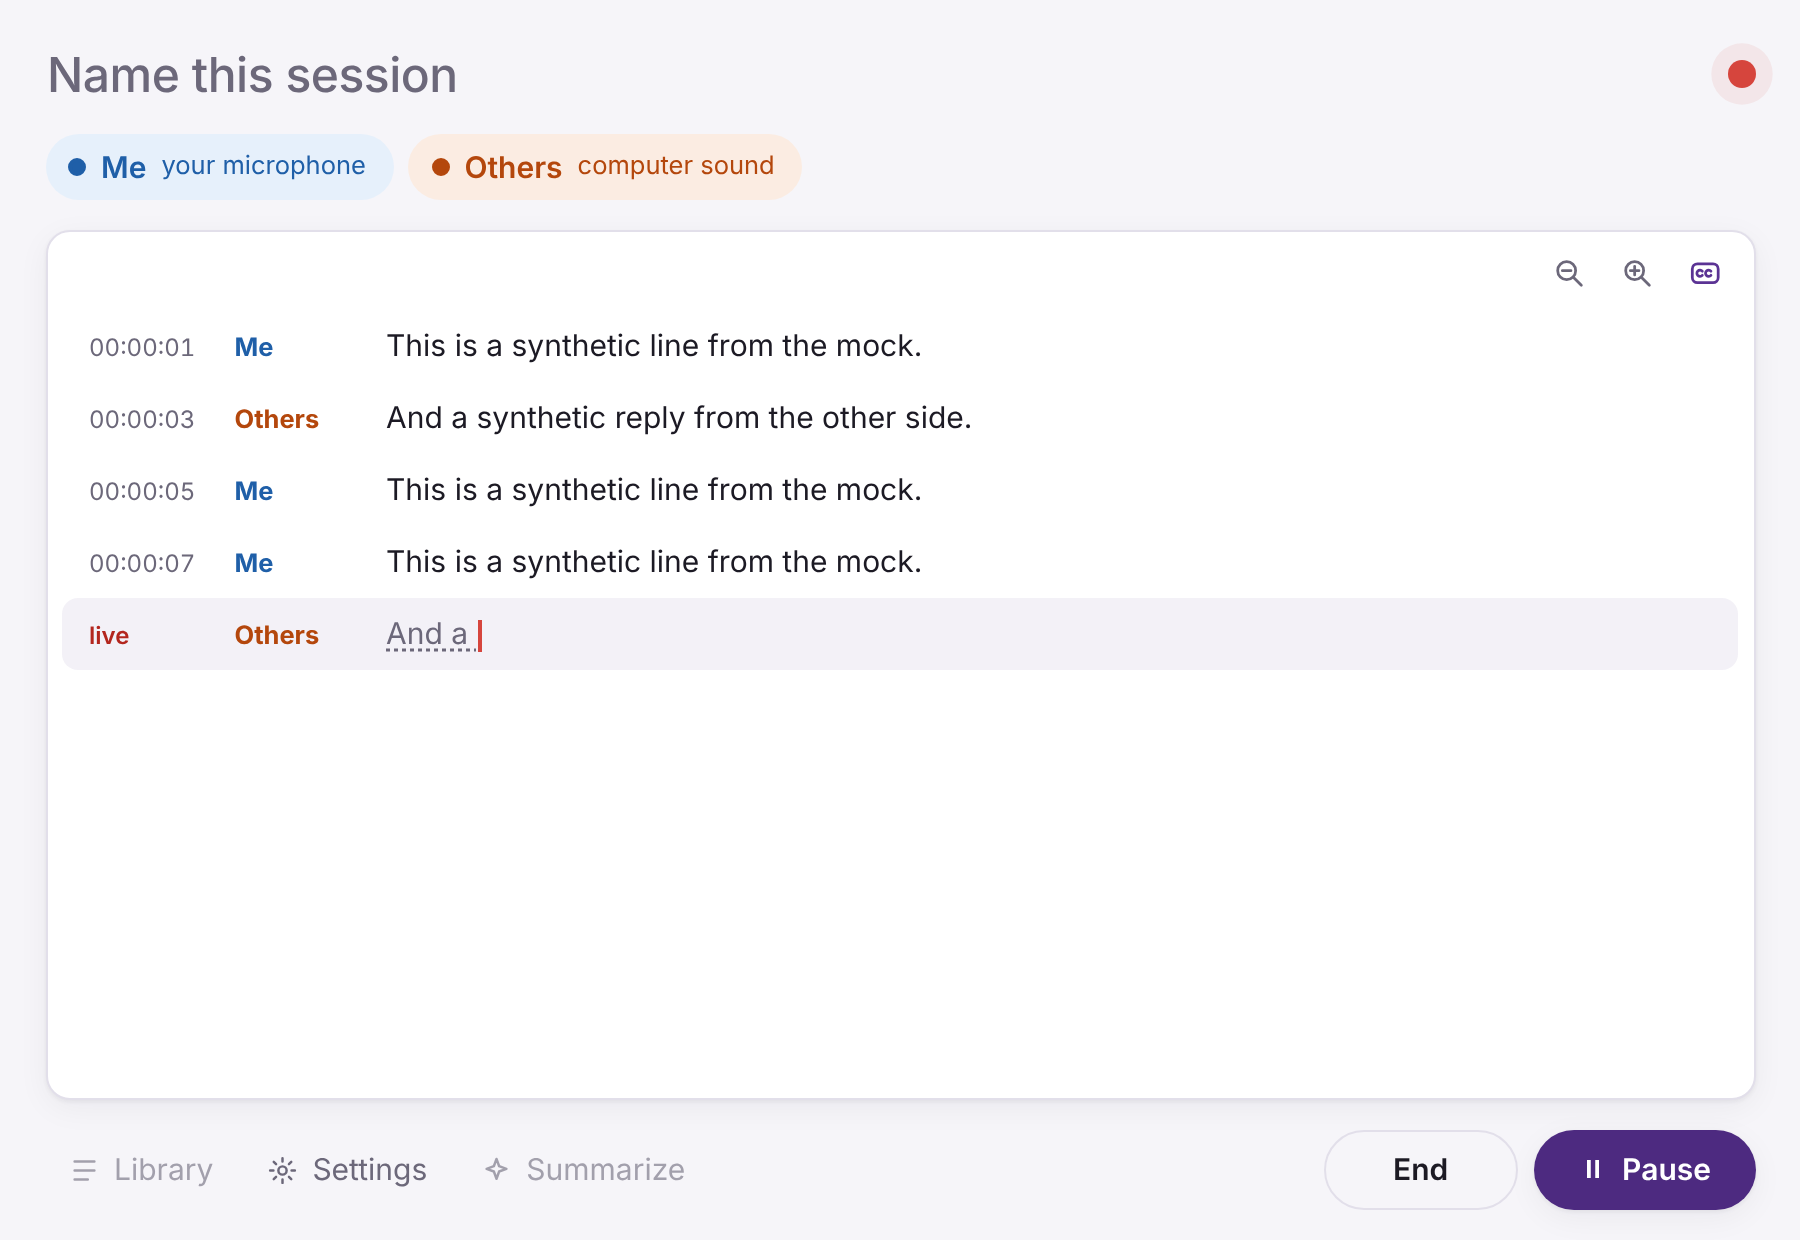 Name this session
Me your microphone Others computer sound
CC
00:00:01 Me This is a synthetic line from the mock.
00:00:03 Others And a synthetic reply from the other side.
00:00:05 Me This is a synthetic line from the mock.
00:00:07 Me This is a synthetic line from the mock.
live Others And a
Library Settings Summarize End Pause